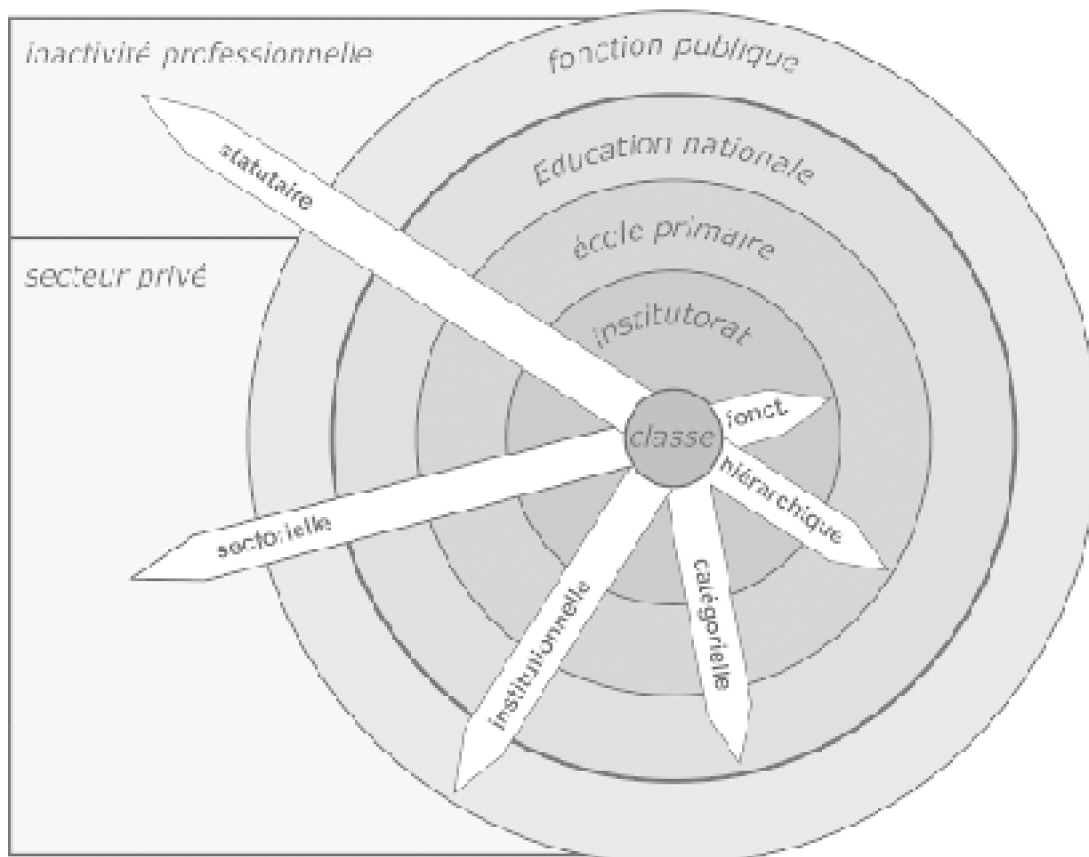 inactivité professionnelle
fonction publique
Education nationale
statutaire
école primaire
secteur privé
institutorat
fonct.
classe
hiérarchique
sectorielle
catégorielle
institutionnelle